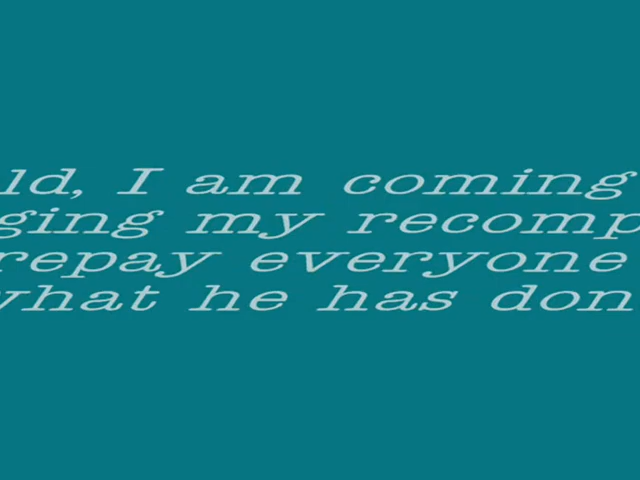 ld, I am coming
ging my recomp
repay everyone
what he has don